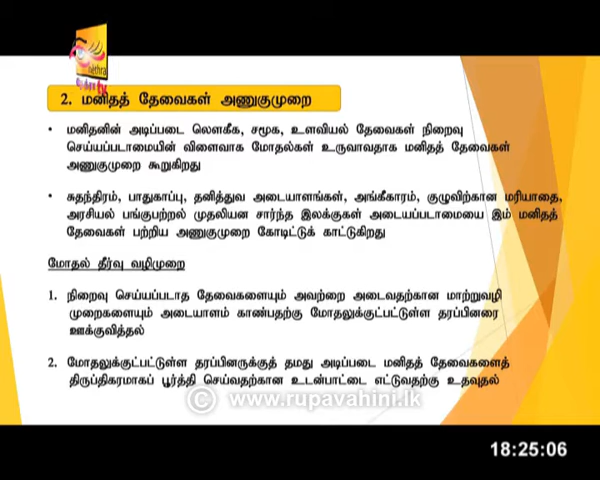 nethra
நேத்ரா tv
2. மனிதத் தேவைகள் அணுகுமுறை
• மனிதனின் அடிப்படை லெளகீக, சமூக, உளவியல் தேவைகள் நிறைவு
செய்யப்படாமையின் விளைவாக மோதல்கள் உருவாவதாக மனிதத் தேவைகள்
அணுகுமுறை கூறுகிறது
• சுதந்திரம், பாதுகாப்பு, தனித்துவ அடையாளங்கள், அங்கீகாரம், குழுவிற்கான மரியாதை,
அரசியல் பங்குபற்றல் முதலியன சார்ந்த இலக்குகள் அடையப்படாமையை இம் மனிதத்
தேவைகள் பற்றிய அணுகுமுறை கோடிட்டுக் காட்டுகிறது
மோதல் தீர்வு வழிமுறை
1. நிறைவு செய்யப்படாத தேவைகளையும் அவற்றை அடைவதற்கான மாற்றுவழி
முறைகளையும் அடையாளம் காண்பதற்கு மோதலுக்குட்பட்டுள்ள தரப்பினரை
ஊக்குவித்தல்
2. மோதலுக்குட்பட்டுள்ள தரப்பினருக்குத் தமது அடிப்படை மனிதத் தேவைகளைத்
திருப்திகரமாகப் பூர்த்தி செய்வதற்கான உடன்பாட்டை எட்டுவதற்கு உதவுதல்
© www.rupavahini.lk
18:25:06